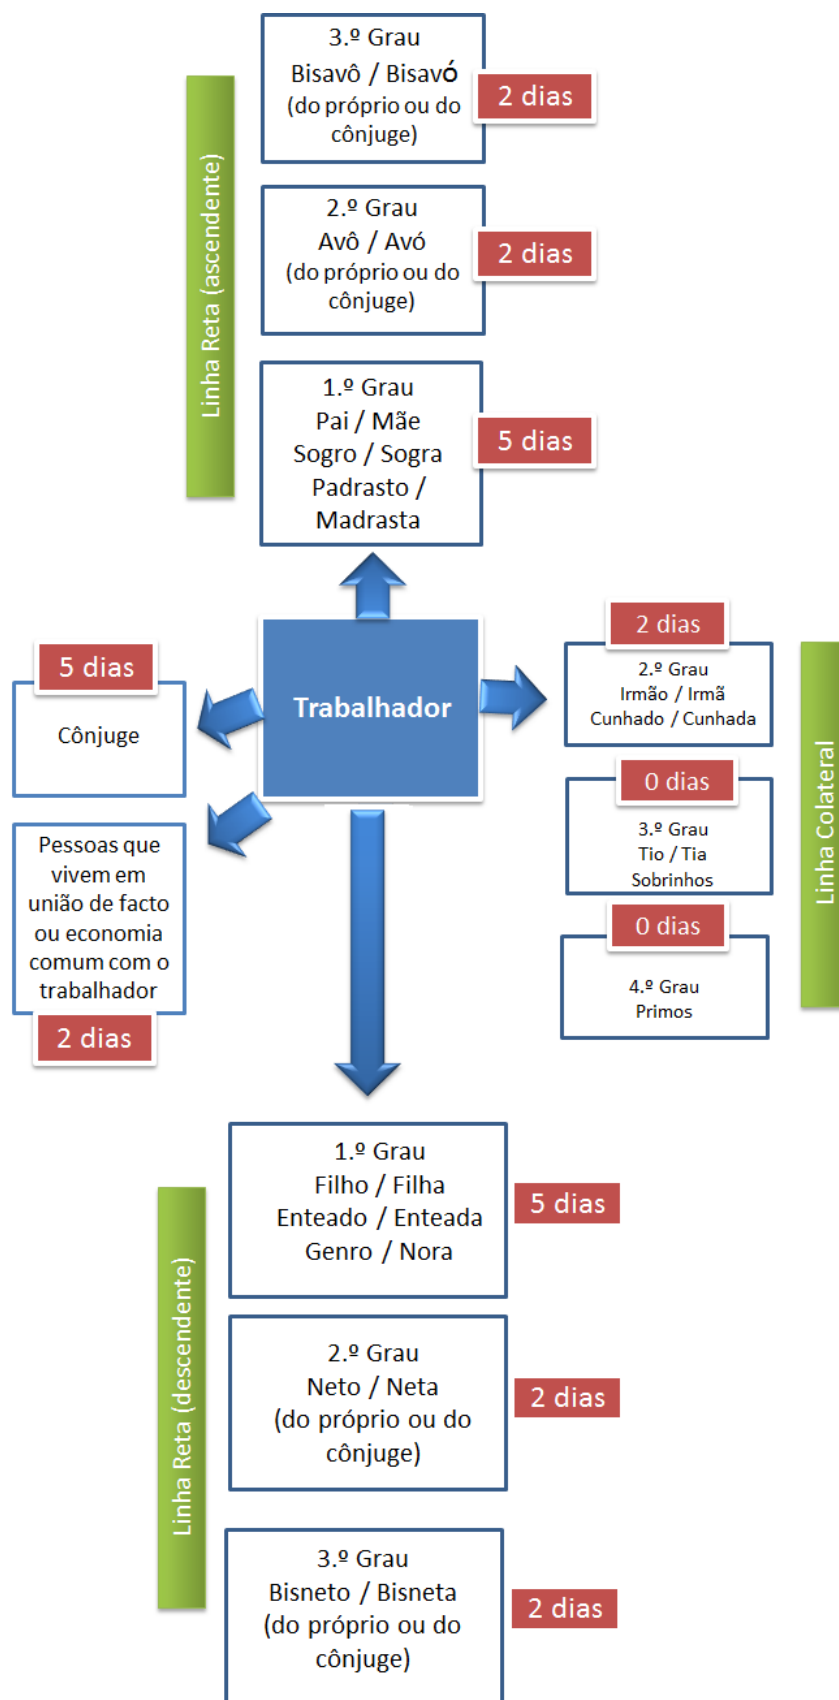 3.º Grau
Bisavô / Bisavó
(do próprio ou do
cônjuge)
2 dias
Linha Reta (ascendente)
2.º Grau
Avô / Avó
(do próprio ou do
cônjuge)
2 dias
1.º Grau
Pai / Mãe
Sogro / Sogra
Padrasto /
Madrasta
5 dias
Trabalhador
5 dias
Cônjuge
Pessoas que
vivem em
união de facto
ou economia
comum com o
trabalhador
2 dias
2 dias
2.º Grau
Irmão / Irmã
Cunhado / Cunhada
0 dias
3.º Grau
Tio / Tia
Sobrinhos
0 dias
4.º Grau
Primos
Linha Colateral
1.º Grau
Filho / Filha
Enteado / Enteada
Genro / Nora
5 dias
Linha Reta (descendente)
2.º Grau
Neto / Neta
(do próprio ou do
cônjuge)
2 dias
3.º Grau
Bisneto / Bisneta
(do próprio ou do
cônjuge)
2 dias